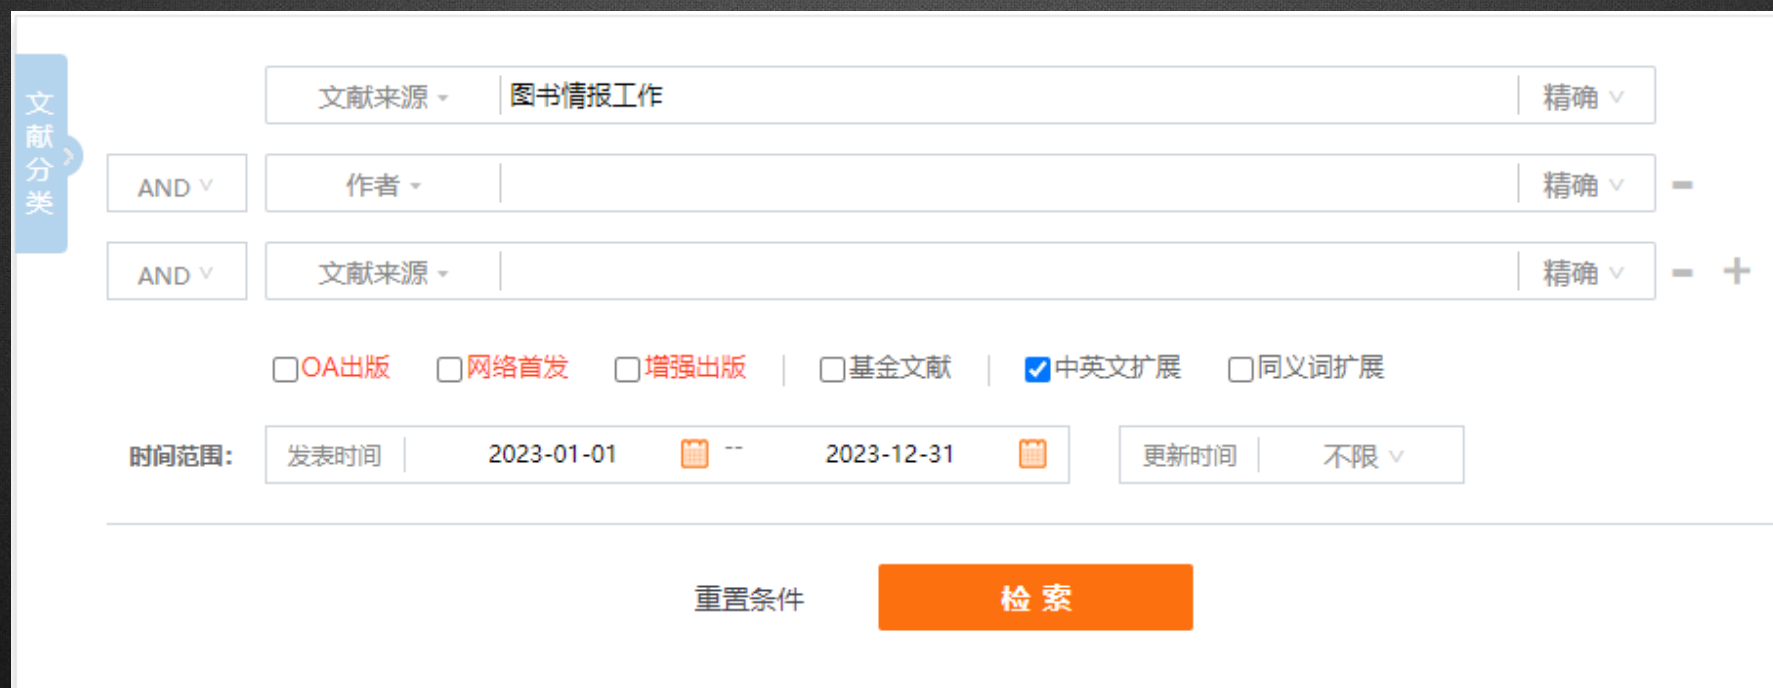 文献分类
文献来源 图书情报工作 精确
AND 作者 精确
AND 文献来源 精确
OA出版 网络首发 增强出版 基金文献 中英文扩展 同义词扩展
时间范围: 发表时间 2023-01-01 -- 2023-12-31 更新时间 不限
重置条件 检索